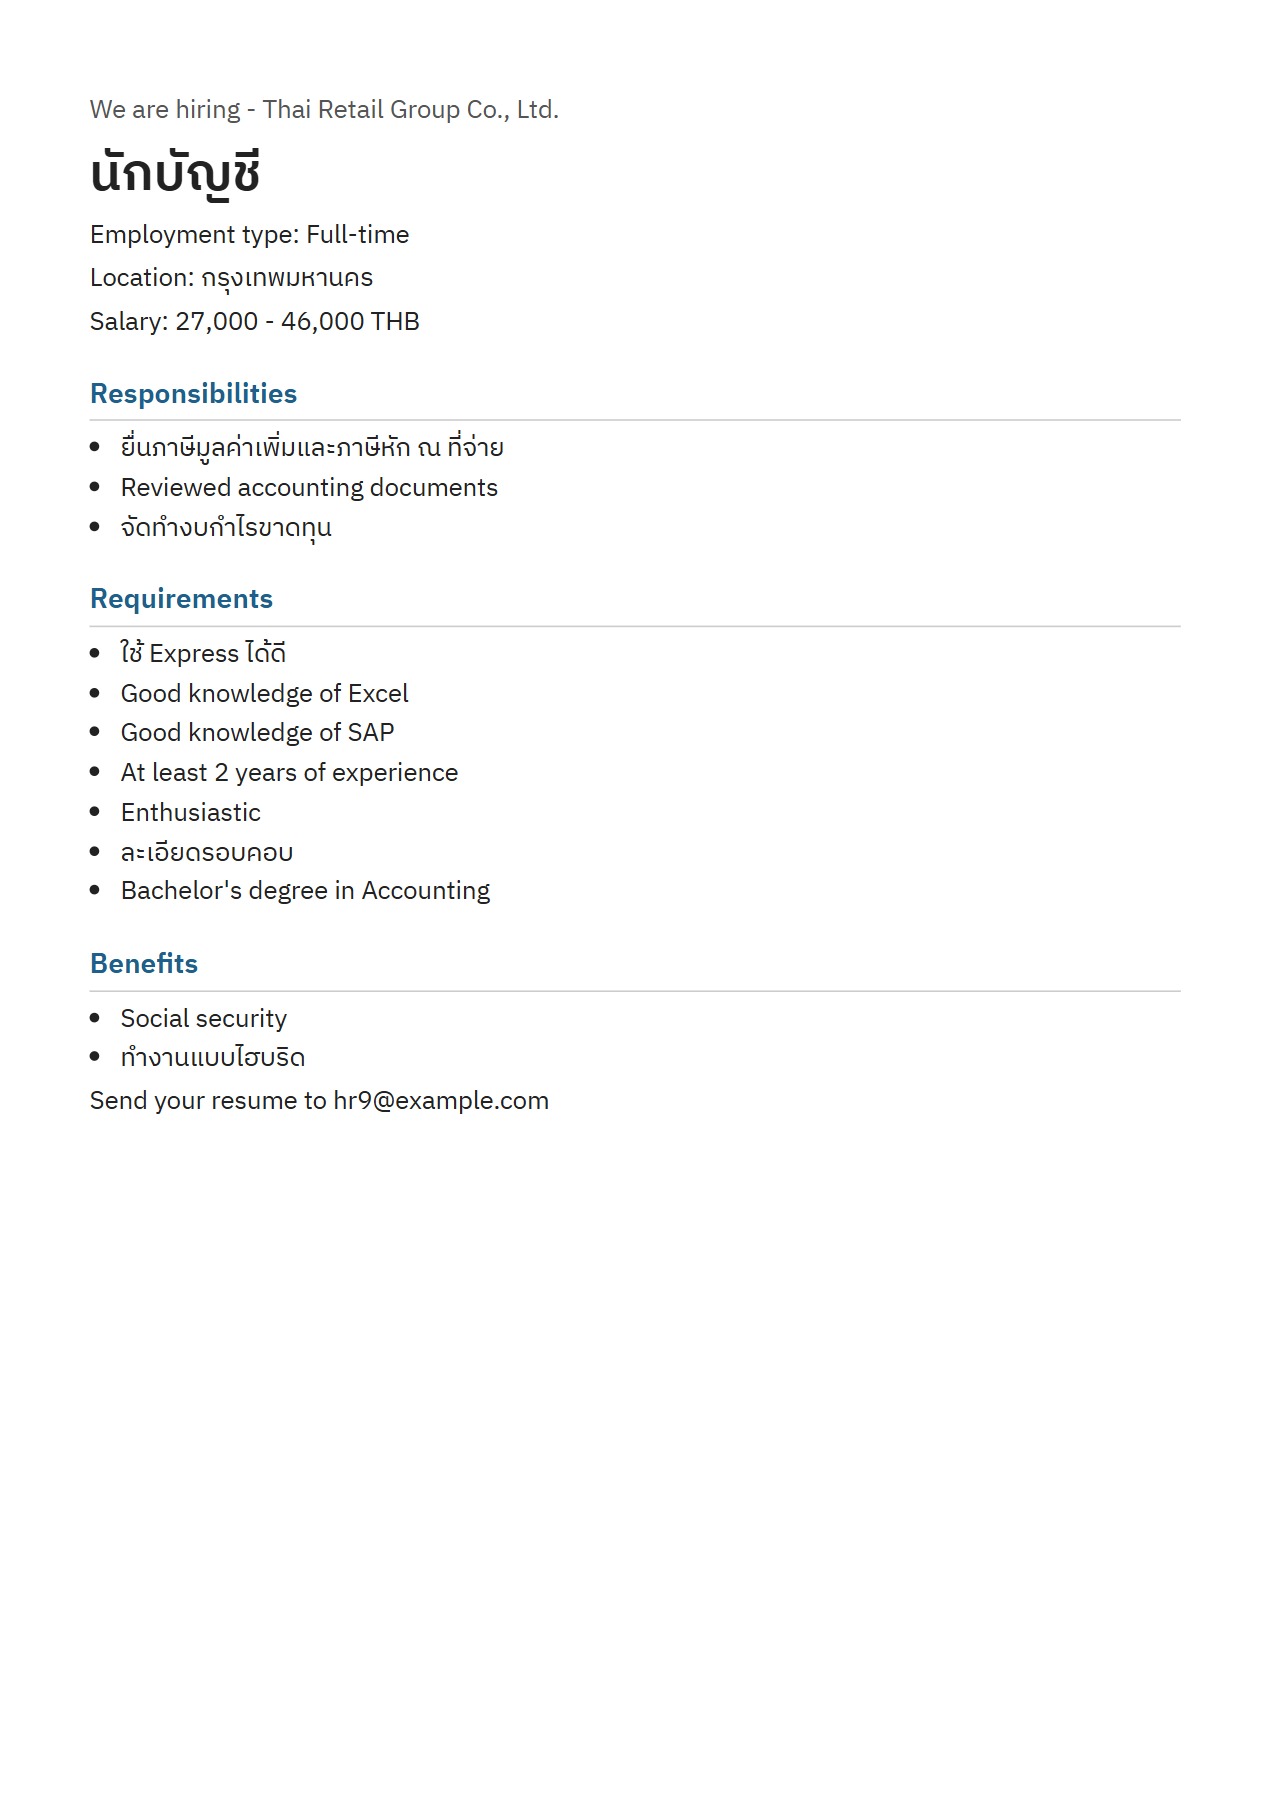 We are hiring - Thai Retail Group Co., Ltd.
นักบัญชี
Employment type: Full-time
Location: กรุงเทพมหานคร
Salary: 27,000 - 46,000 THB
Responsibilities
• ยื่นภาษีมูลค่าเพิ่มและภาษีหัก ณ ที่จ่าย
• Reviewed accounting documents
• จัดทำงบกำไรขาดทุน
Requirements
• ใช้ Express ได้ดี
• Good knowledge of Excel
• Good knowledge of SAP
• At least 2 years of experience
• Enthusiastic
• ละเอียดรอบคอบ
• Bachelor's degree in Accounting
Benefits
• Social security
• ทำงานแบบไฮบริด
Send your resume to hr9@example.com